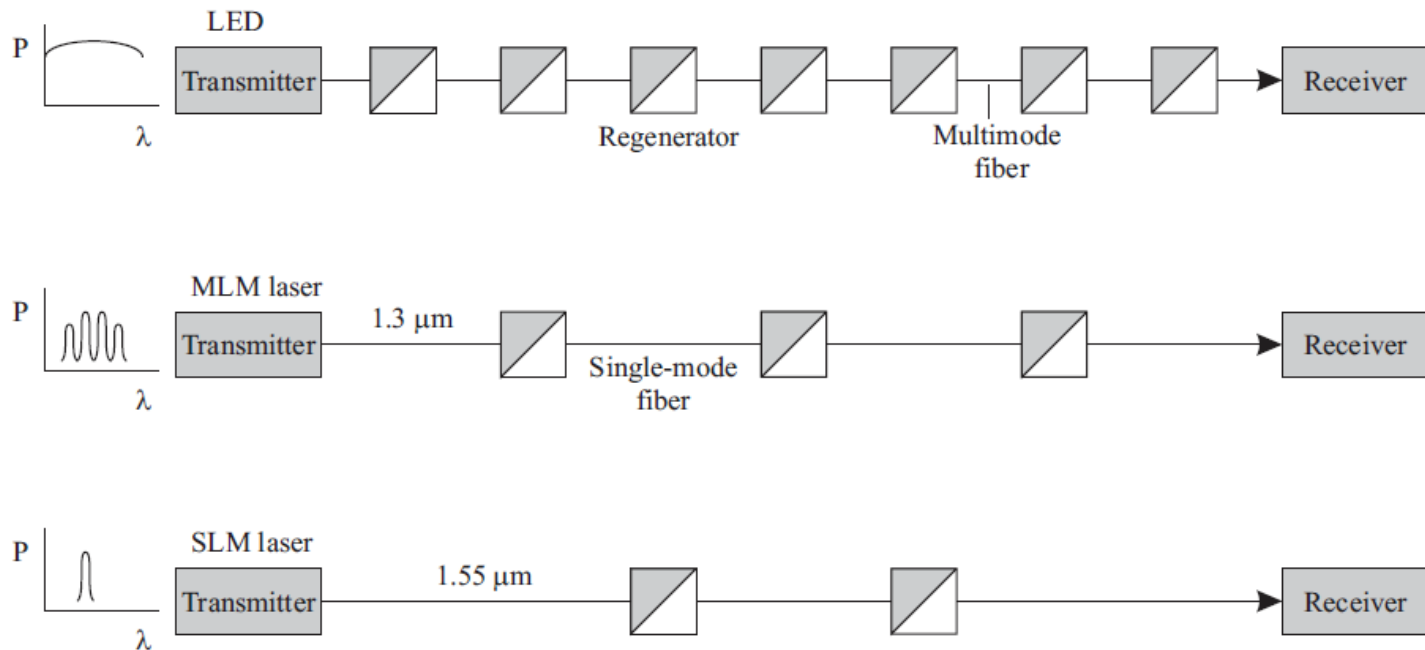 LED
P
λ
Transmitter
Receiver
Regenerator
Multimode
fiber
MLM laser
P
λ
Transmitter
1.3 μm
Single-mode
fiber
Receiver
SLM laser
P
λ
Transmitter
1.55 μm
Receiver